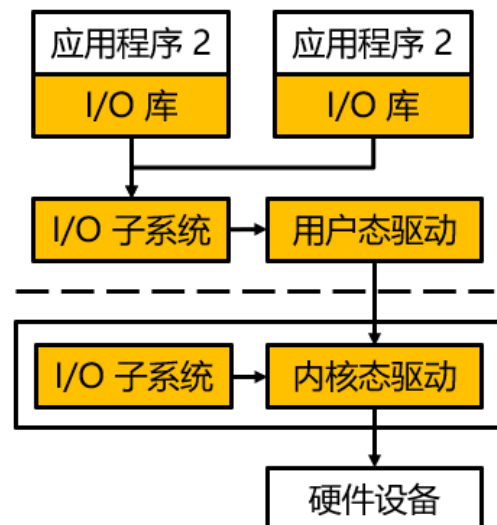 应用程序 2
应用程序 2
I/O 库
I/O 库
I/O 子系统
用户态驱动
I/O 子系统
内核态驱动
硬件设备